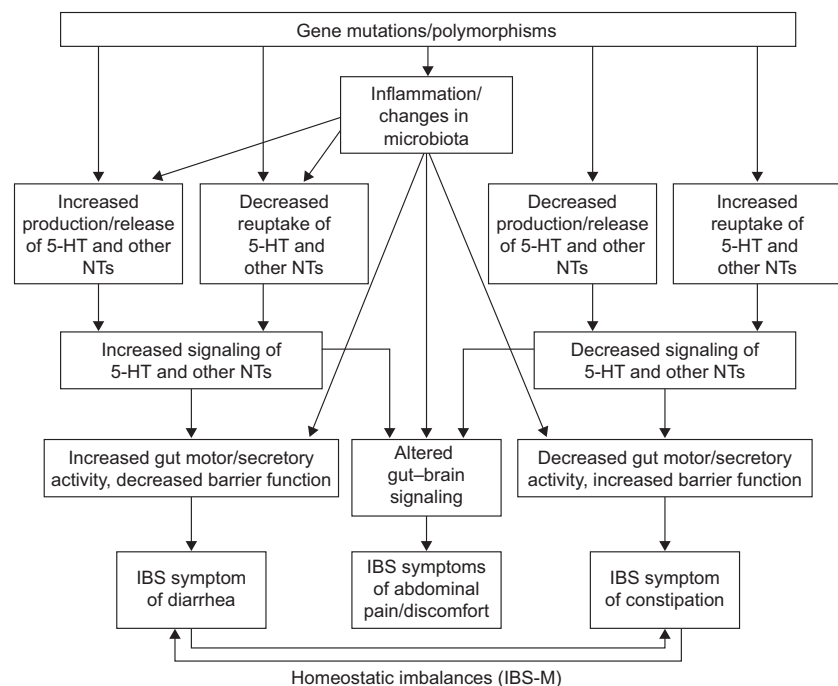 Gene mutations/polymorphisms
Inflammation/
changes in
microbiota
Increased
production/release
of 5-HT and other
NTs
Decreased
reuptake of
5-HT and
other NTs
Decreased
production/release
of 5-HT and other
NTs
Increased
reuptake of
5-HT and
other NTs
Increased signaling of
5-HT and other NTs
Decreased signaling of
5-HT and other NTs
Increased gut motor/secretory
activity, decreased barrier function
Altered
gut–brain
signaling
Decreased gut motor/secretory
activity, increased barrier function
IBS symptom
of diarrhea
IBS symptoms
of abdominal
pain/discomfort
IBS symptom
of constipation
Homeostatic imbalances (IBS-M)